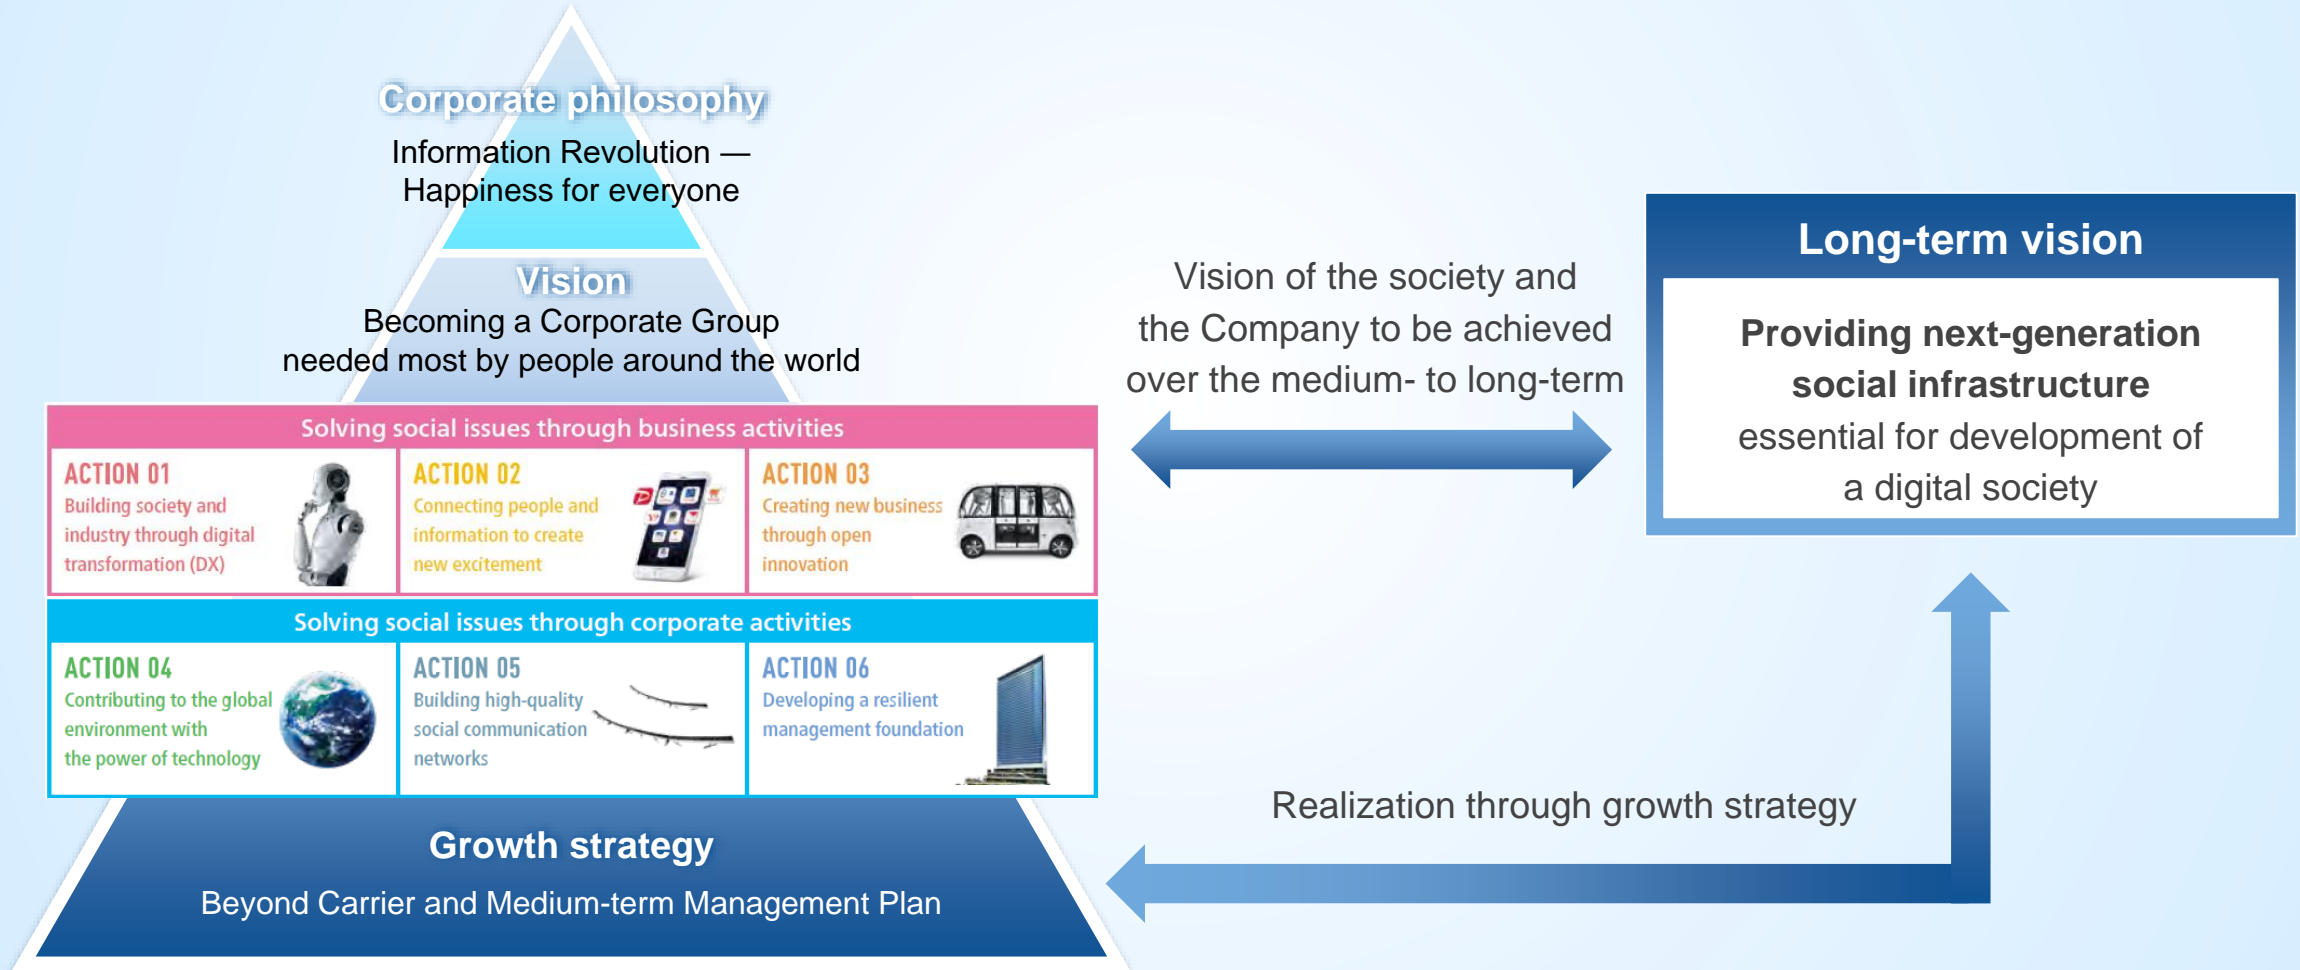 Corporate philosophy
Information Revolution —
Happiness for everyone
Vision
Becoming a Corporate Group
needed most by people around the world
Solving social issues through business activities
ACTION 01
Building society and
industry through digital
transformation (DX)
ACTION 02
Connecting people and
information to create
new excitement
ACTION 03
Creating new business
through open
innovation
Solving social issues through corporate activities
ACTION 04
Contributing to the global
environment with
the power of technology
ACTION 05
Building high-quality
social communication
networks
ACTION 06
Developing a resilient
management foundation
Growth strategy
Beyond Carrier and Medium-term Management Plan
Vision of the society and
the Company to be achieved
over the medium- to long-term
Long-term vision
Providing next-generation
social infrastructure
essential for development of
a digital society
Realization through growth strategy